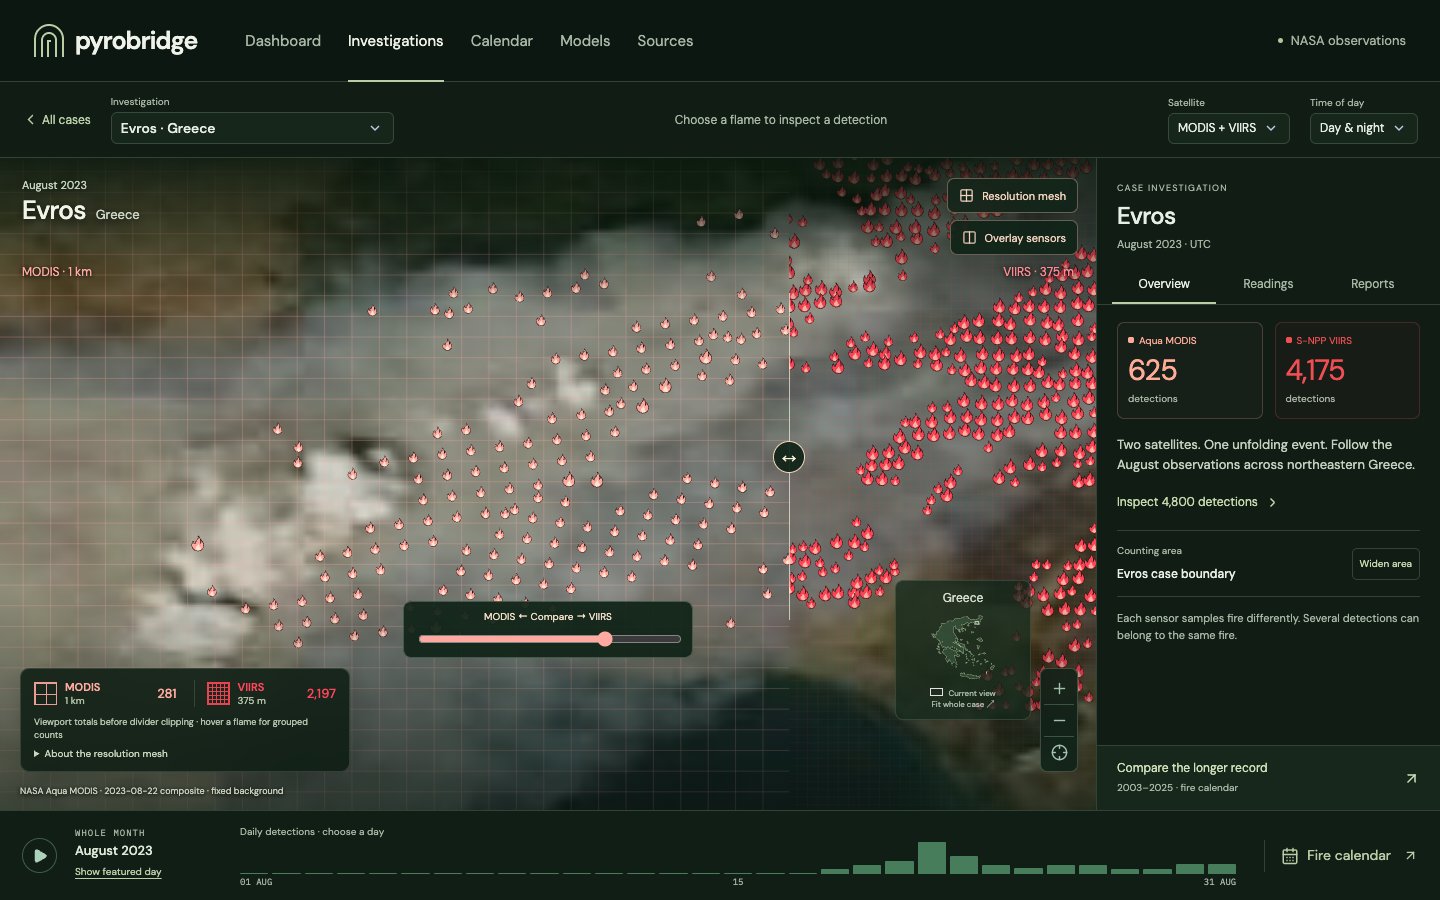 pyrobridge
Dashboard
Investigations
Calendar
Models
Sources
NASA observations
All cases
Investigation
Evros · Greece
Choose a flame to inspect a detection
Satellite
MODIS + VIIRS
Time of day
Day & night
August 2023
Evros Greece
MODIS · 1 km
Resolution mesh
Overlay sensors
VIIRS · 375 m
MODIS ← Compare → VIIRS
MODIS
1 km
281
VIIRS
375 m
2,197
Viewport totals before divider clipping · hover a flame for grouped
counts
About the resolution mesh
NASA Aqua MODIS · 2023-08-22 composite · fixed background
Greece
Current view
Fit whole case ↗
CASE INVESTIGATION
Evros
August 2023 · UTC
Overview
Readings
Reports
Aqua MODIS
625
detections
S-NPP VIIRS
4,175
detections
Two satellites. One unfolding event. Follow the
August observations across northeastern Greece.
Inspect 4,800 detections
Counting area
Evros case boundary
Widen area
Each sensor samples fire differently. Several detections can
belong to the same fire.
Compare the longer record
2003–2025 · fire calendar
WHOLE MONTH
August 2023
Show featured day
Daily detections · choose a day
01 AUG
15
31 AUG
Fire calendar